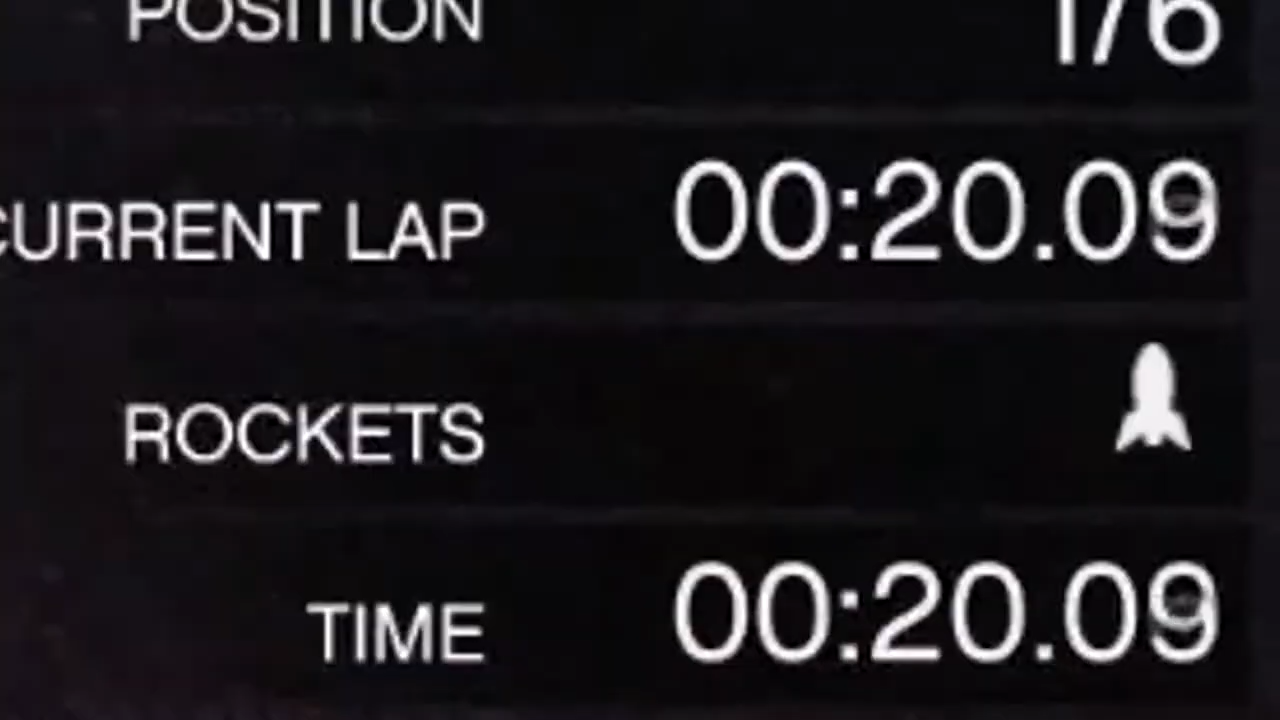 POSITION 1/6
CURRENT LAP 00:20.09
ROCKETS
TIME 00:20.09